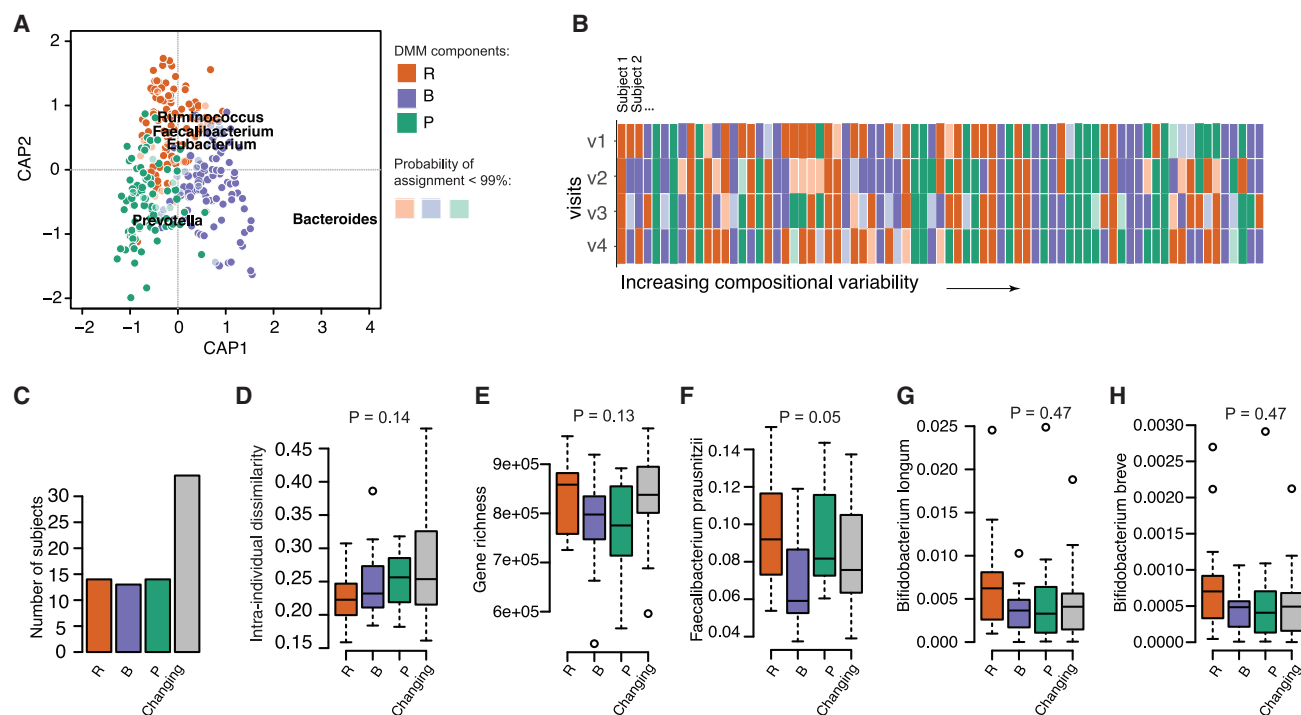 A
2
1
0
−1
−2
CAP2
−2
−1
0
1
2
3
4
CAP1
Ruminococcus
Faecalibacterium
Eubacterium
Prevotella
Bacteroides
DMM components:
R
B
P
Probability of
assignment < 99%:
B
Subject 1
Subject 2
...
v1
v2
v3
v4
visits
Increasing compositional variability
C
Number of subjects
30
25
20
15
10
5
0
R
B
P
Changing
D
P = 0.14
Intra-individual dissimilarity
0.45
0.40
0.35
0.30
0.25
0.20
0.15
R
B
P
Changing
E
P = 0.13
Gene richness
9e+05
8e+05
7e+05
6e+05
R
B
P
Changing
F
P = 0.05
Faecalibacterium prausnitzii
0.14
0.12
0.10
0.08
0.06
0.04
R
B
P
Changing
G
P = 0.47
Bifidobacterium longum
0.025
0.020
0.015
0.010
0.005
0.000
R
B
P
Changing
H
P = 0.47
Bifidobacterium breve
0.0030
0.0025
0.0020
0.0015
0.0010
0.0005
0.0000
R
B
P
Changing